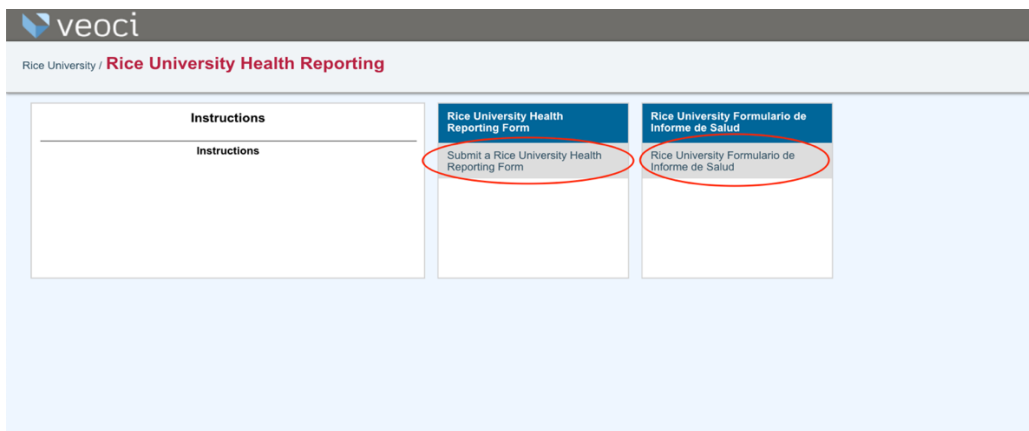 veoci
Rice University / Rice University Health Reporting
Instructions
Instructions
Rice University Health
Reporting Form
Submit a Rice University Health
Reporting Form
Rice University Formulario de
Informe de Salud
Rice University Formulario de
Informe de Salud